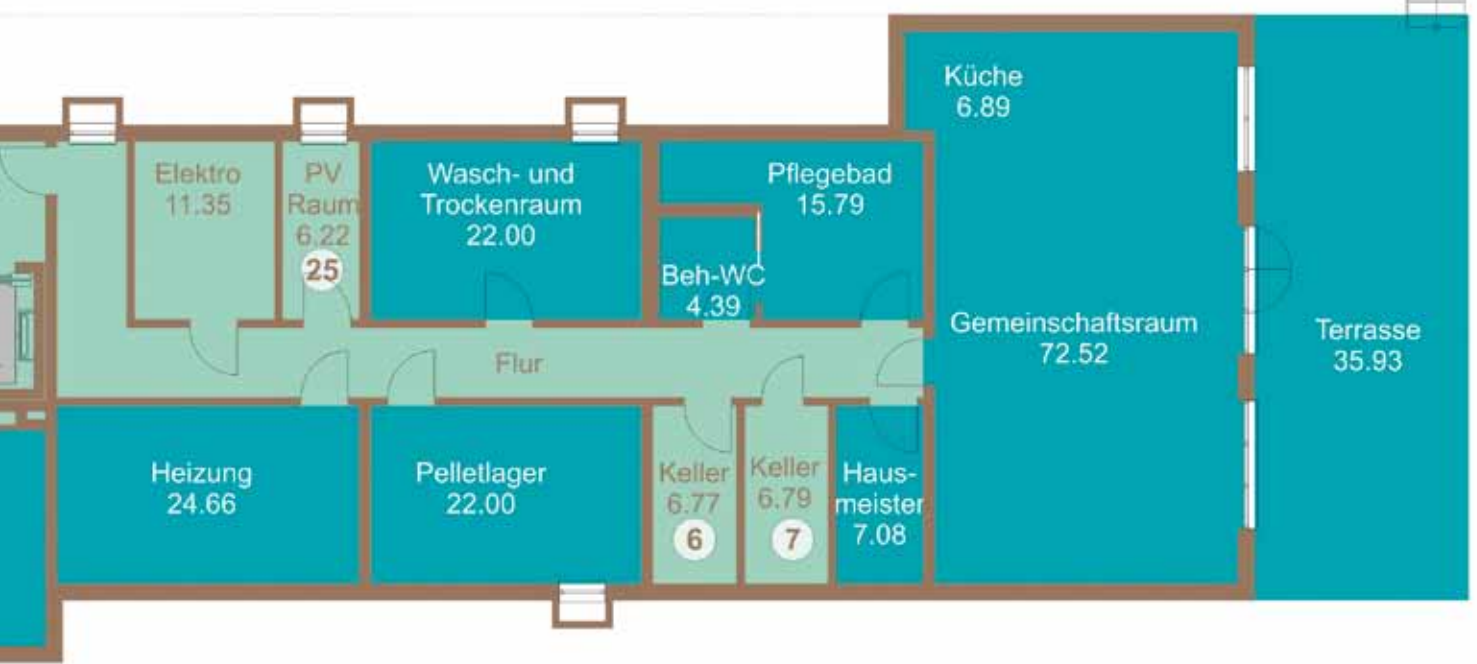 Küche
6.89
Elektro
11.35
PV
Raum
6.22
25
Wasch- und
Trockenraum
22.00
Pflegebad
15.79
Beh-WC
4.39
Gemeinschaftsraum
72.52
Terrasse
35.93
Flur
Heizung
24.66
Pelletlager
22.00
Keller
6.77
6
Keller
6.79
7
Haus-
meister
7.08